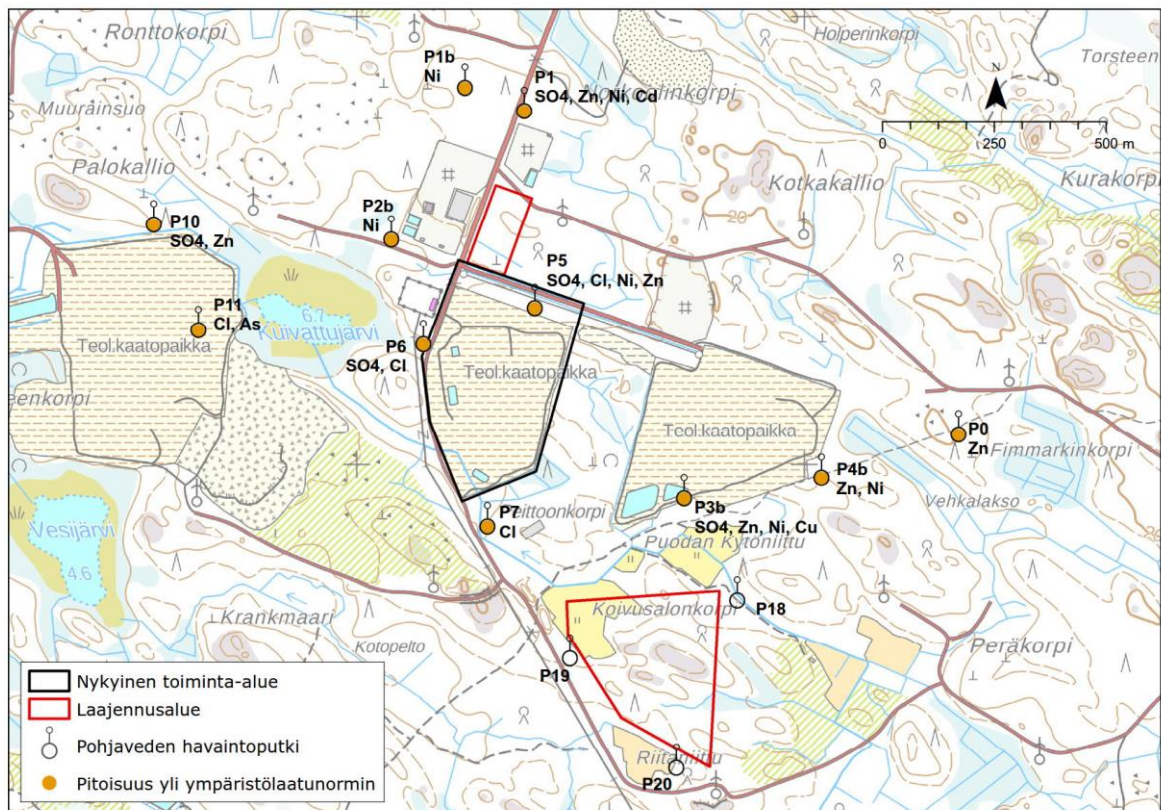 Ronttokorpi
Holperinkorpi
Torsteen
P1b
Ni
P1
SO4, Zn, Ni, Cd
N
0 250 500 m
Muuraınsuo
Palokallio
Kotkakallio
Kurakorpi
20
P10
SO4, Zn
P2b
Ni
P5
SO4, Cl, Ni, Zn
6.7
Kuivattujärvi
P11
Cl, As
Teol.kaatopaikka
P6
SO4, Cl
Teol.kaatopaikka
eenkorpi
Teol.kaatopaikka
P0
Zn
Fimmarkinkorpi
P4b
Zn, Ni
Vehkalakso
P3b
SO4, Zn, Ni, Cu
P7
Cl
Puodan Kytöniittu
Vesijärvi
4.6
Krankmaari
Kotopelto
Koivusalonkorpi
P18
Peräkorpi
P19
Riitaniittu
P20
Nykyinen toiminta-alue
Laajennusalue
Pohjaveden havaintoputki
Pitoisuus yli ympäristölaatunormin